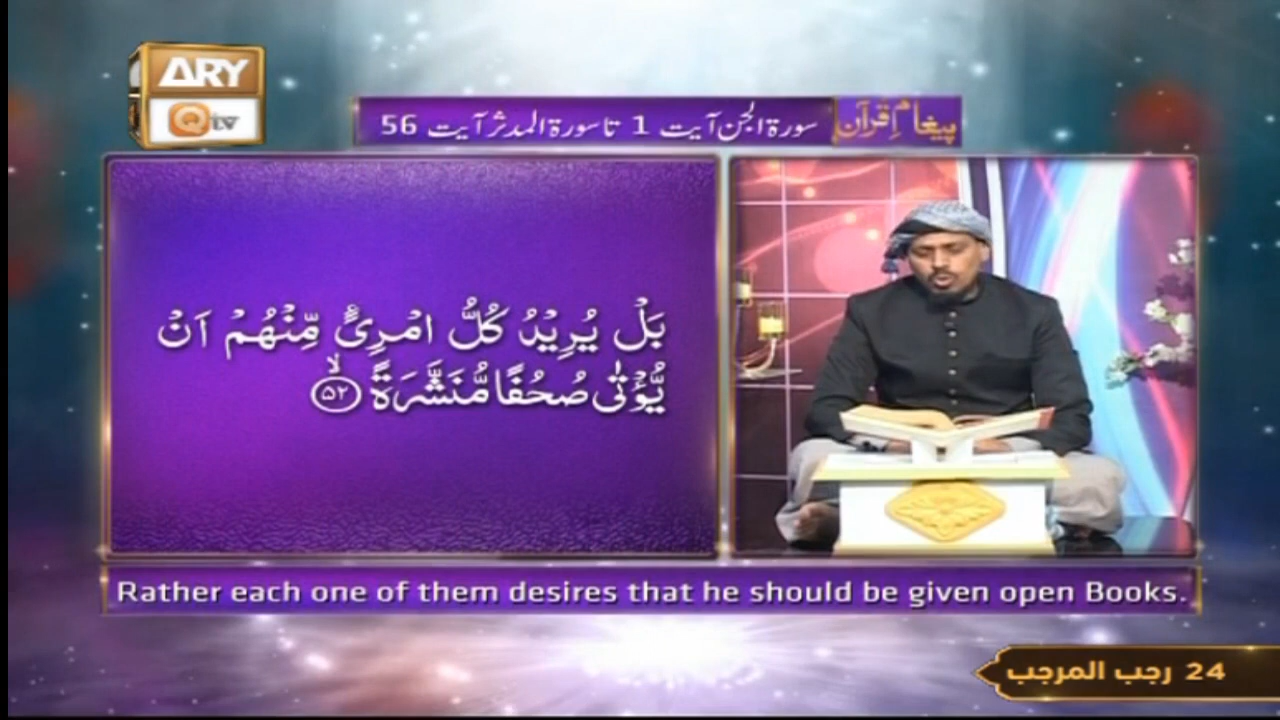 ARY
Qtv
پیغامِ قرآن
سورۃ الجن آیت 1 تا سورۃ المدثر آیت 56
بَلۡ یُرِیۡدُ کُلُّ امۡرِیًٔ مِّنۡهُمۡ اَنۡ
یُّؤۡتٰی صُحُفًا مُّنَشَّرَةً ۙ﴿۵۲﴾
Rather each one of them desires that he should be given open Books.
24 رجب المرجب